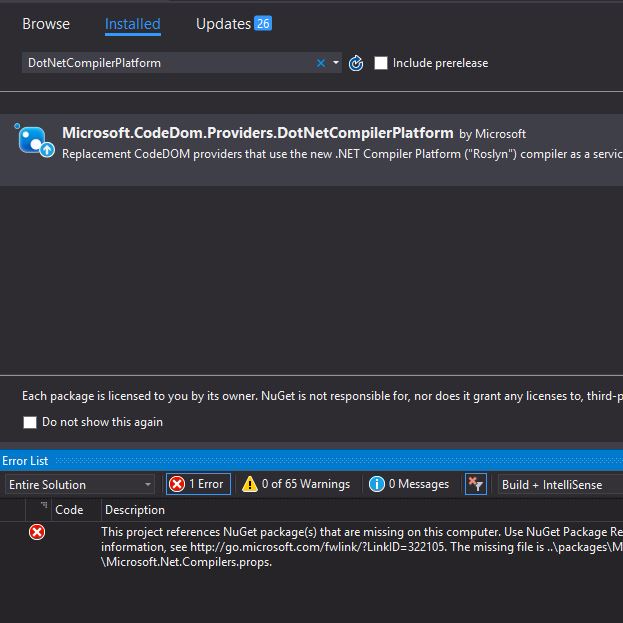 Browse Installed Updates 26
DotNetCompilerPlatform Include prerelease
Microsoft.CodeDom.Providers.DotNetCompilerPlatform by Microsoft
Replacement CodeDOM providers that use the new .NET Compiler Platform ("Roslyn") compiler as a servic
Each package is licensed to you by its owner. NuGet is not responsible for, nor does it grant any licenses to, third-p
Do not show this again
Error List
Entire Solution 1 Error 0 of 65 Warnings 0 Messages Build + IntelliSense
Code Description
This project references NuGet package(s) that are missing on this computer. Use NuGet Package Re
information, see http://go.microsoft.com/fwlink/?LinkID=322105. The missing file is ..\packages\M
\Microsoft.Net.Compilers.props.